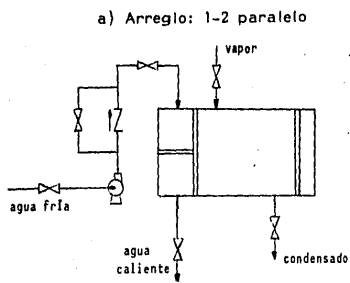 a) Arreglo: 1-2 paralelo
vapor
agua fría
agua
caliente
condensado